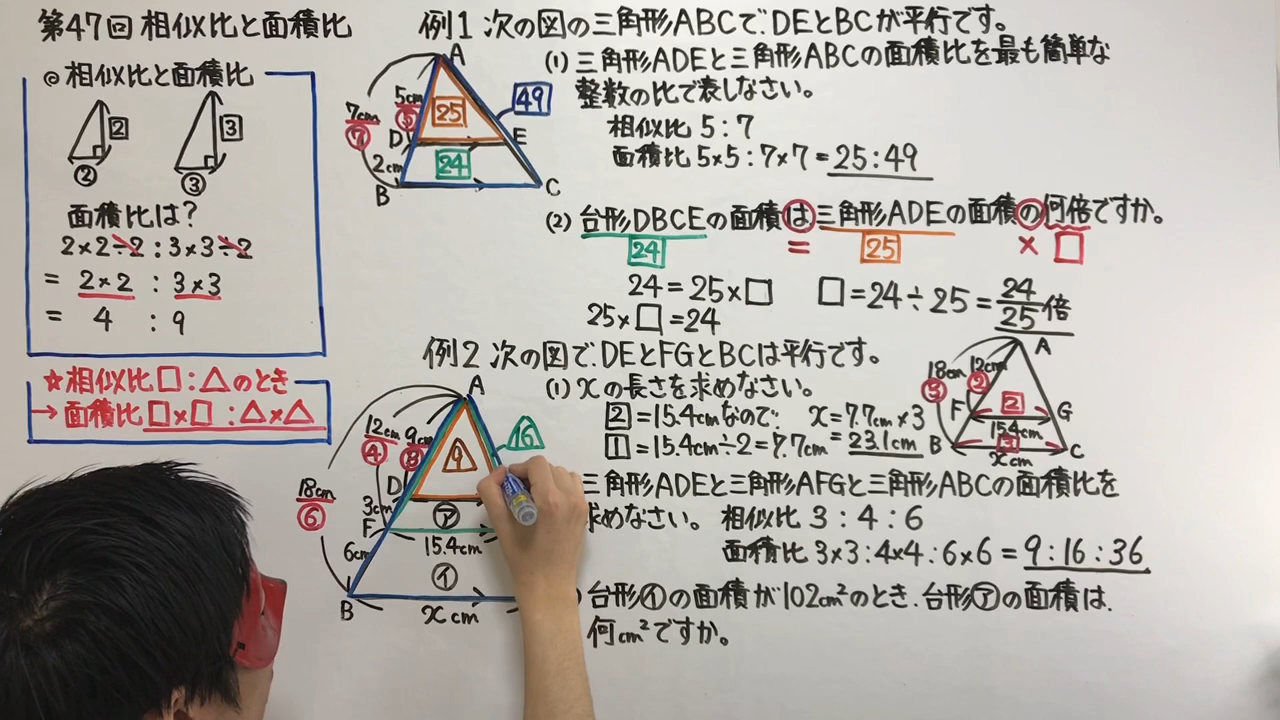 第47回 相似比と面積比
◎相似比と面積比
2
3
②
③
面積比は?
2×2÷2:3×3÷2
= 2×2 : 3×3
= 4 : 9
☆相似比□:△のとき
→面積比□×□:△×△
例1 次の図の三角形ABCで、DEとBCが平行です。
A
7cm
⑦
5cm
⑤
25
49
D
E
2cm
24
B
C
(1) 三角形ADEと三角形ABCの面積比を最も簡単な
整数の比で表しなさい。
相似比 5:7
面積比 5×5:7×7=25:49
(2) 台形DBCEの面積は三角形ADEの面積の何倍ですか。
24 = 25 × □
24=25×□ □=24÷25=24/25倍
25×□=24
例2 次の図で、DEとFGとBCは平行です。
A
18cm
⑥
12cm
④
9cm
③
9
16
D
3cm
㋐
F
15.4cm
6cm
㋑
B
xcm
(1) xの長さを求めなさい。
2=15.4cmなので x=7.7cm×3
1=15.4cm÷2=7.7cm =23.1cm
A
18cm
③
12cm
②
2
F
G
15.4cm
3
B
C
xcm
三角形ADEと三角形AFGと三角形ABCの面積比を
求めなさい。 相似比 3:4:6
面積比 3×3:4×4:6×6=9:16:36
台形㋑の面積が102cm²のとき、台形㋐の面積は、
何cm²ですか。